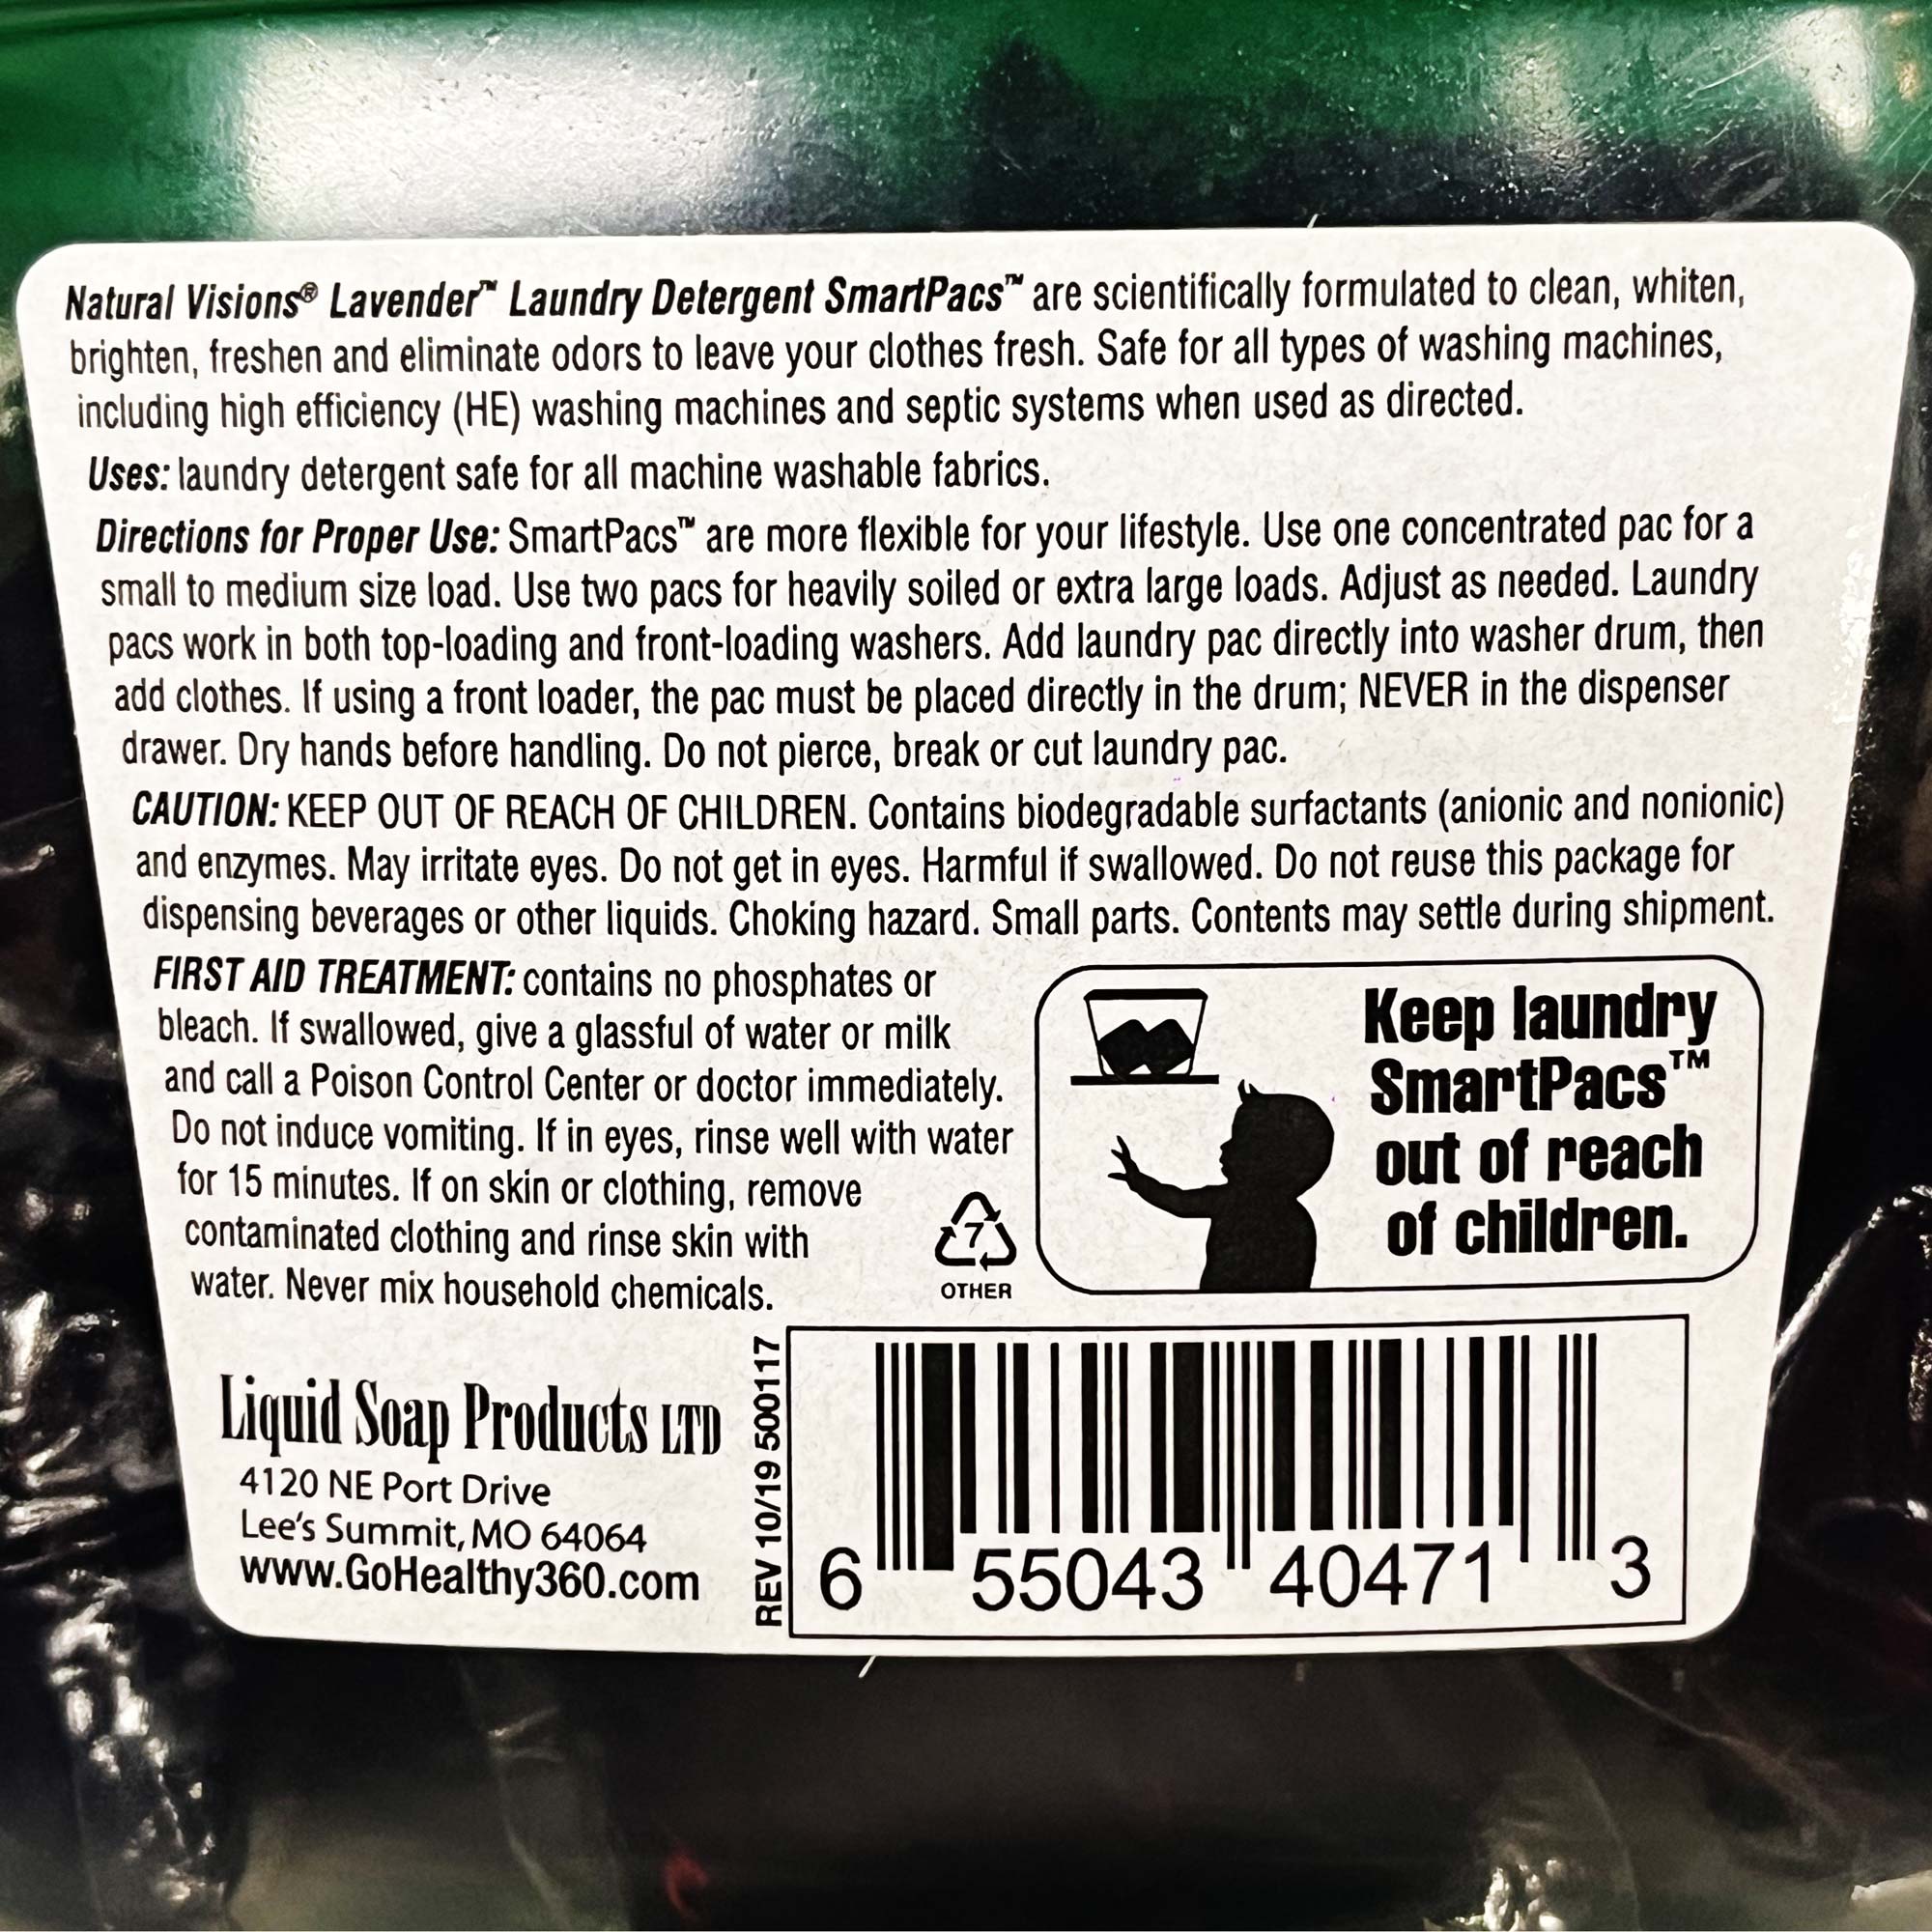 Natural Visions® Lavender™ Laundry Detergent SmartPacs™ are scientifically formulated to clean, whiten,
brighten, freshen and eliminate odors to leave your clothes fresh. Safe for all types of washing machines,
including high efficiency (HE) washing machines and septic systems when used as directed.
Uses: laundry detergent safe for all machine washable fabrics.
Directions for Proper Use: SmartPacs™ are more flexible for your lifestyle. Use one concentrated pac for a
small to medium size load. Use two pacs for heavily soiled or extra large loads. Adjust as needed. Laundry
pacs work in both top-loading and front-loading washers. Add laundry pac directly into washer drum, then
add clothes. If using a front loader, the pac must be placed directly in the drum; NEVER in the dispenser
drawer. Dry hands before handling. Do not pierce, break or cut laundry pac.
CAUTION: KEEP OUT OF REACH OF CHILDREN. Contains biodegradable surfactants (anionic and nonionic)
and enzymes. May irritate eyes. Do not get in eyes. Harmful if swallowed. Do not reuse this package for
dispensing beverages or other liquids. Choking hazard. Small parts. Contents may settle during shipment.
FIRST AID TREATMENT: contains no phosphates or
bleach. If swallowed, give a glassful of water or milk
and call a Poison Control Center or doctor immediately.
Do not induce vomiting. If in eyes, rinse well with water
for 15 minutes. If on skin or clothing, remove
contaminated clothing and rinse skin with
water. Never mix household chemicals.
7
OTHER
Keep laundry
SmartPacs™
out of reach
of children.
Liquid Soap Products LTD
4120 NE Port Drive
Lee's Summit, MO 64064
www.GoHealthy360.com
REV 10/19 500117
6 55043 40471 3